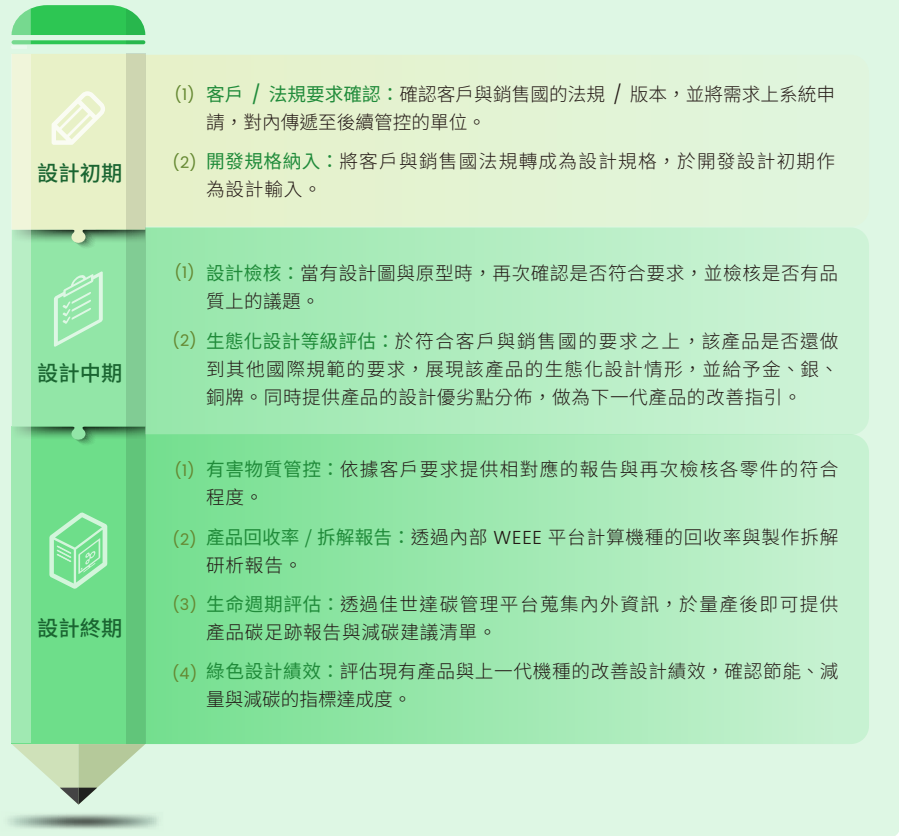 設計初期
(1) 客戶 / 法規要求確認：確認客戶與銷售國的法規 / 版本，並將需求上系統申
請，對內傳遞至後續管控的單位。
(2) 開發規格納入：將客戶與銷售國法規轉成為設計規格，於開發設計初期作
為設計輸入。
設計中期
(1) 設計檢核：當有設計圖與原型時，再次確認是否符合要求，並檢核是否有品
質上的議題。
(2) 生態化設計等級評估：於符合客戶與銷售國的要求之上，該產品是否還做
到其他國際規範的要求，展現該產品的生態化設計情形，並給予金、銀、
銅牌。同時提供產品的設計優劣點分佈，做為下一代產品的改善指引。
設計終期
(1) 有害物質管控：依據客戶要求提供相對應的報告與再次檢核各零件的符合
程度。
(2) 產品回收率 / 拆解報告：透過內部 WEEE 平台計算機種的回收率與製作拆解
研析報告。
(3) 生命週期評估：透過佳世達碳管理平台蒐集內外資訊，於量產後即可提供
產品碳足跡報告與減碳建議清單。
(4) 綠色設計績效：評估現有產品與上一代機種的改善設計績效，確認節能、減
量與減碳的指標達成度。